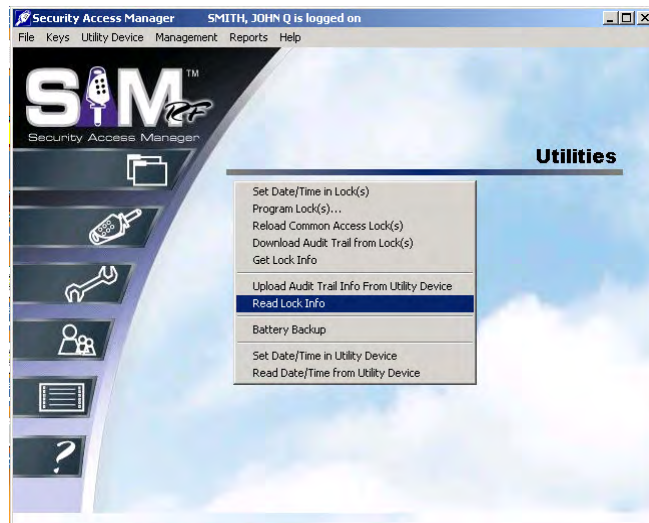 Security Access Manager SMITH, JOHN Q is logged on
File Keys Utility Device Management Reports Help
SAM TM
RF
Security Access Manager
Utilities
Set Date/Time in Lock(s)
Program Lock(s)...
Reload Common Access Lock(s)
Download Audit Trail from Lock(s)
Get Lock Info
Upload Audit Trail Info From Utility Device
Read Lock Info
Battery Backup
Set Date/Time in Utility Device
Read Date/Time from Utility Device
?